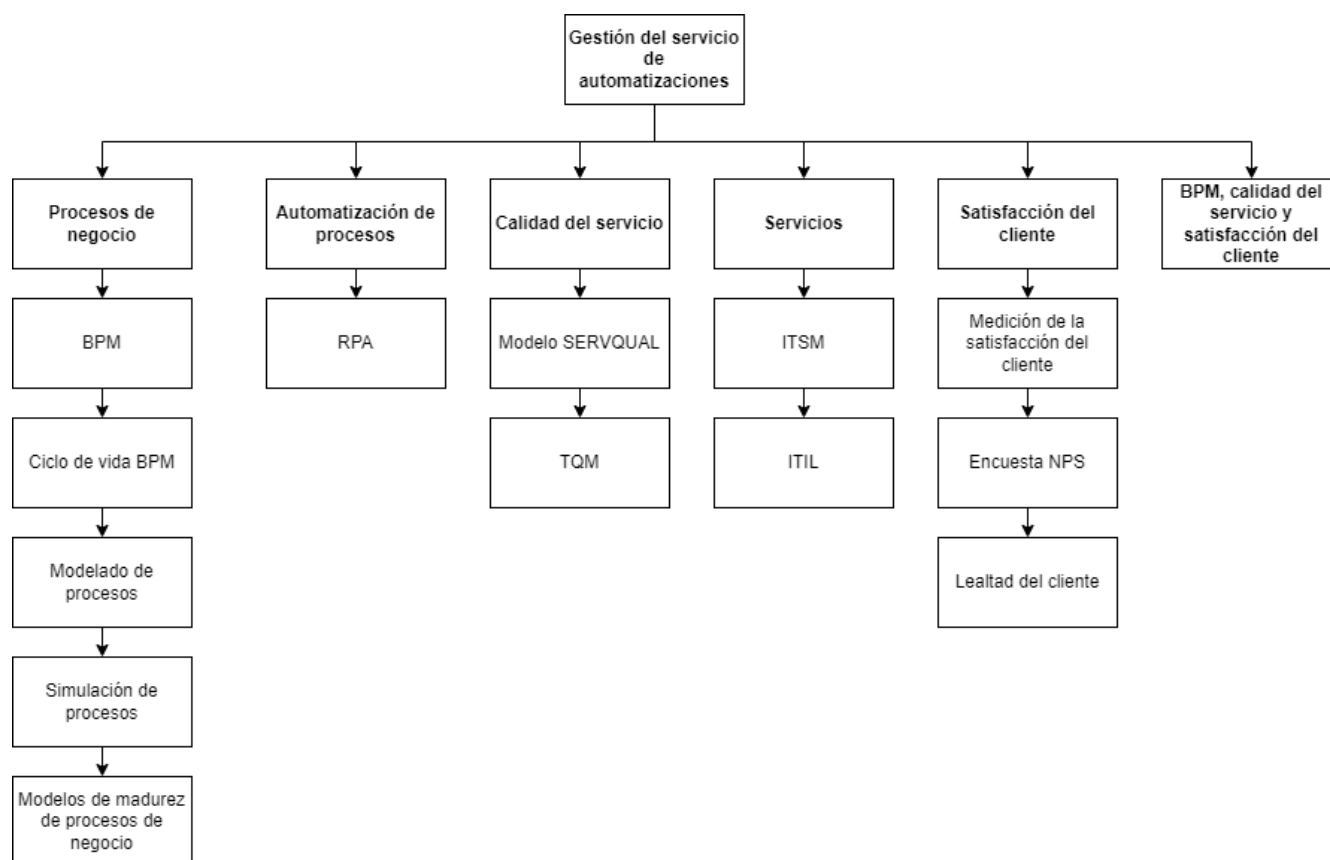 Gestión del servicio
de
automatizaciones
Procesos de
negocio
Automatización de
procesos
Calidad del servicio
Servicios
Satisfacción del
cliente
BPM, calidad del
servicio y
satisfacción del
cliente
BPM
RPA
Modelo SERVQUAL
ITSM
Medición de la
satisfacción del
cliente
Ciclo de vida BPM
TQM
ITIL
Encuesta NPS
Modelado de
procesos
Lealtad del cliente
Simulación de
procesos
Modelos de madurez
de procesos de
negocio